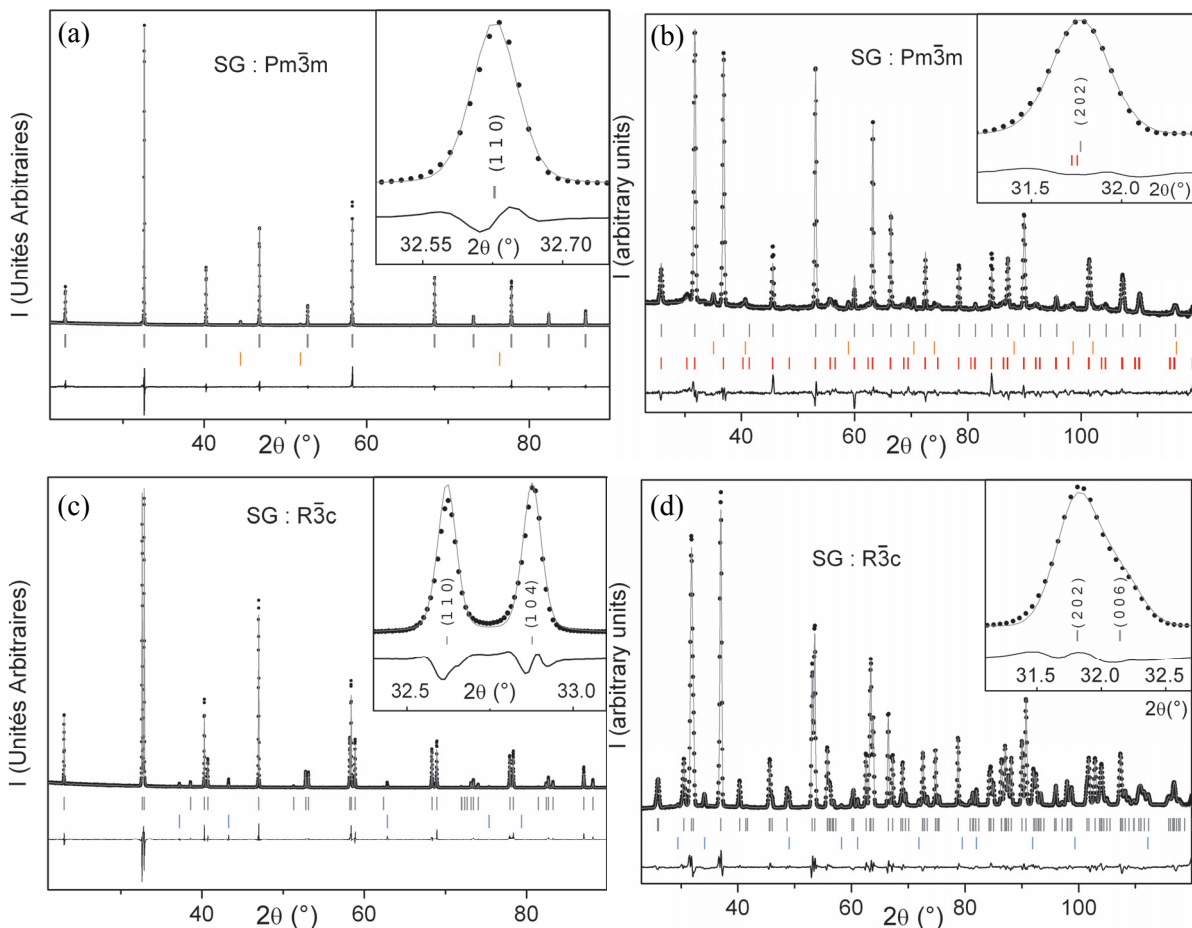 (a)
SG : Pm3̅m
I (Unités Arbitraires)
(1 1 0)
32.55 2θ (°) 32.70
40 60 80
2θ (°)
(b)
SG : Pm3̅m
I (arbitrary units)
(2 0 2)
31.5 32.0 2θ(°)
40 60 80 100
2θ (°)
(c)
SG : R3̅c
I (Unités Arbitraires)
(1 1 0)
(1 0 4)
32.5 2θ (°) 33.0
40 60 80
2θ (°)
(d)
SG : R3̅c
I (arbitrary units)
(2 0 2)
(0 0 6)
31.5 32.0 32.5
2θ(°)
40 60 80 100
2θ (°)